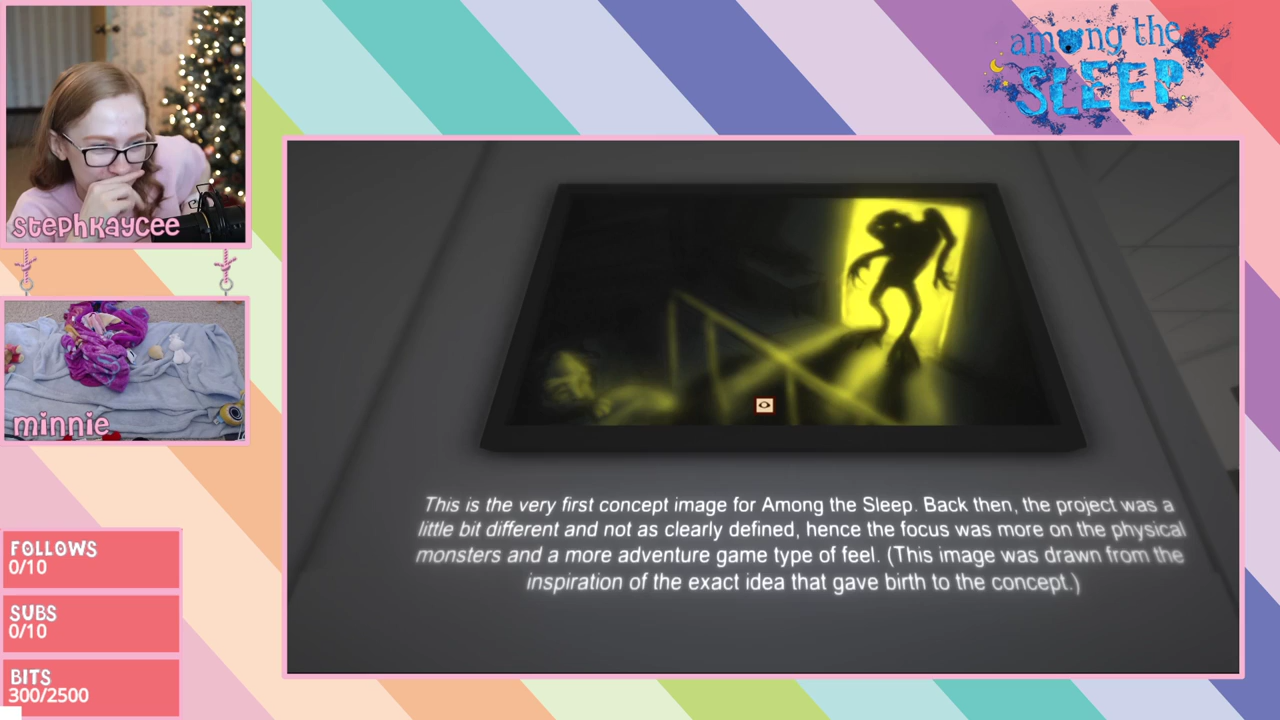 among the
SLEEP
stephkaycee
minnie
This is the very first concept image for Among the Sleep. Back then, the project was a
little bit different and not as clearly defined, hence the focus was more on the physical
monsters and a more adventure game type of feel. (This image was drawn from the
inspiration of the exact idea that gave birth to the concept.)
FOLLOWS
0/10
SUBS
0/10
BITS
300/2500